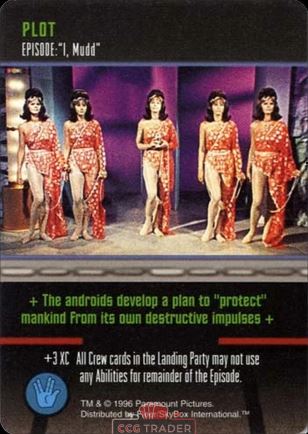 PLOT
EPISODE: "I, Mudd"
+ The androids develop a plan to "protect"
mankind from its own destructive impulses +
+3 XC All Crew cards in the Landing Party may not use
any Abilities for remainder of the Episode.
TM & © 1996 Paramount Pictures.
Distributed by SkyBox International.™
CCG TRADER